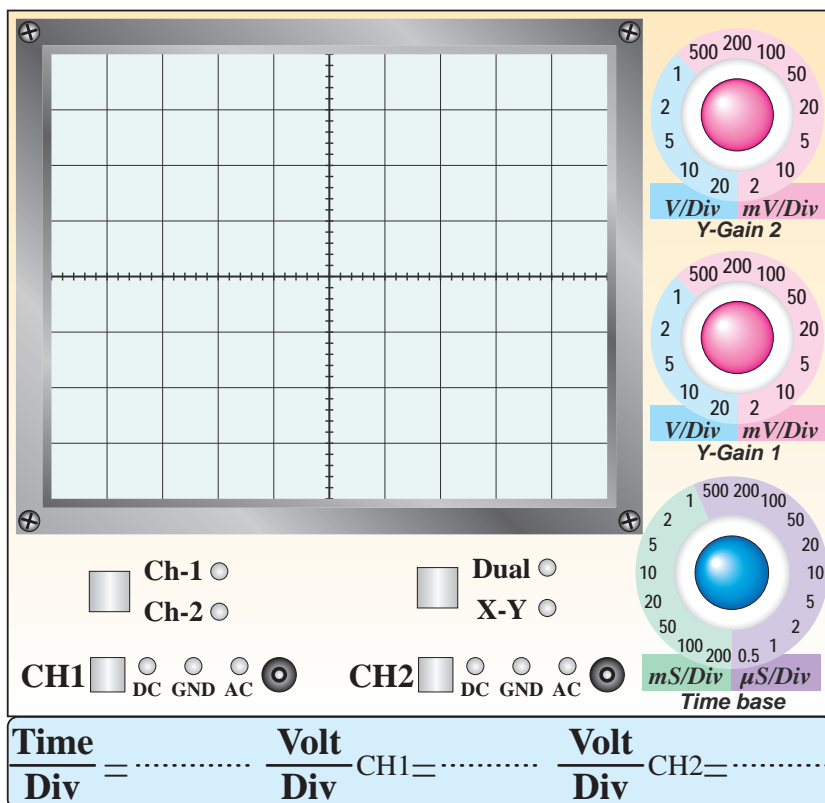 500 200 100
1 50
2 20
5 5
10 10
20 2
V/Div mV/Div
Y-Gain 2
500 200 100
1 50
2 20
5 5
10 10
20 2
V/Div mV/Div
Y-Gain 1
1 500 200 100
2 50
5 20
10 10
20 5
50 2
100 1
200 0.5
mS/Div µS/Div
Time base
Ch-1 Dual
Ch-2 X-Y
CH1 DC GND AC CH2 DC GND AC
Time/Div = ............... Volt/Div CH1= ............ Volt/Div CH2= ............